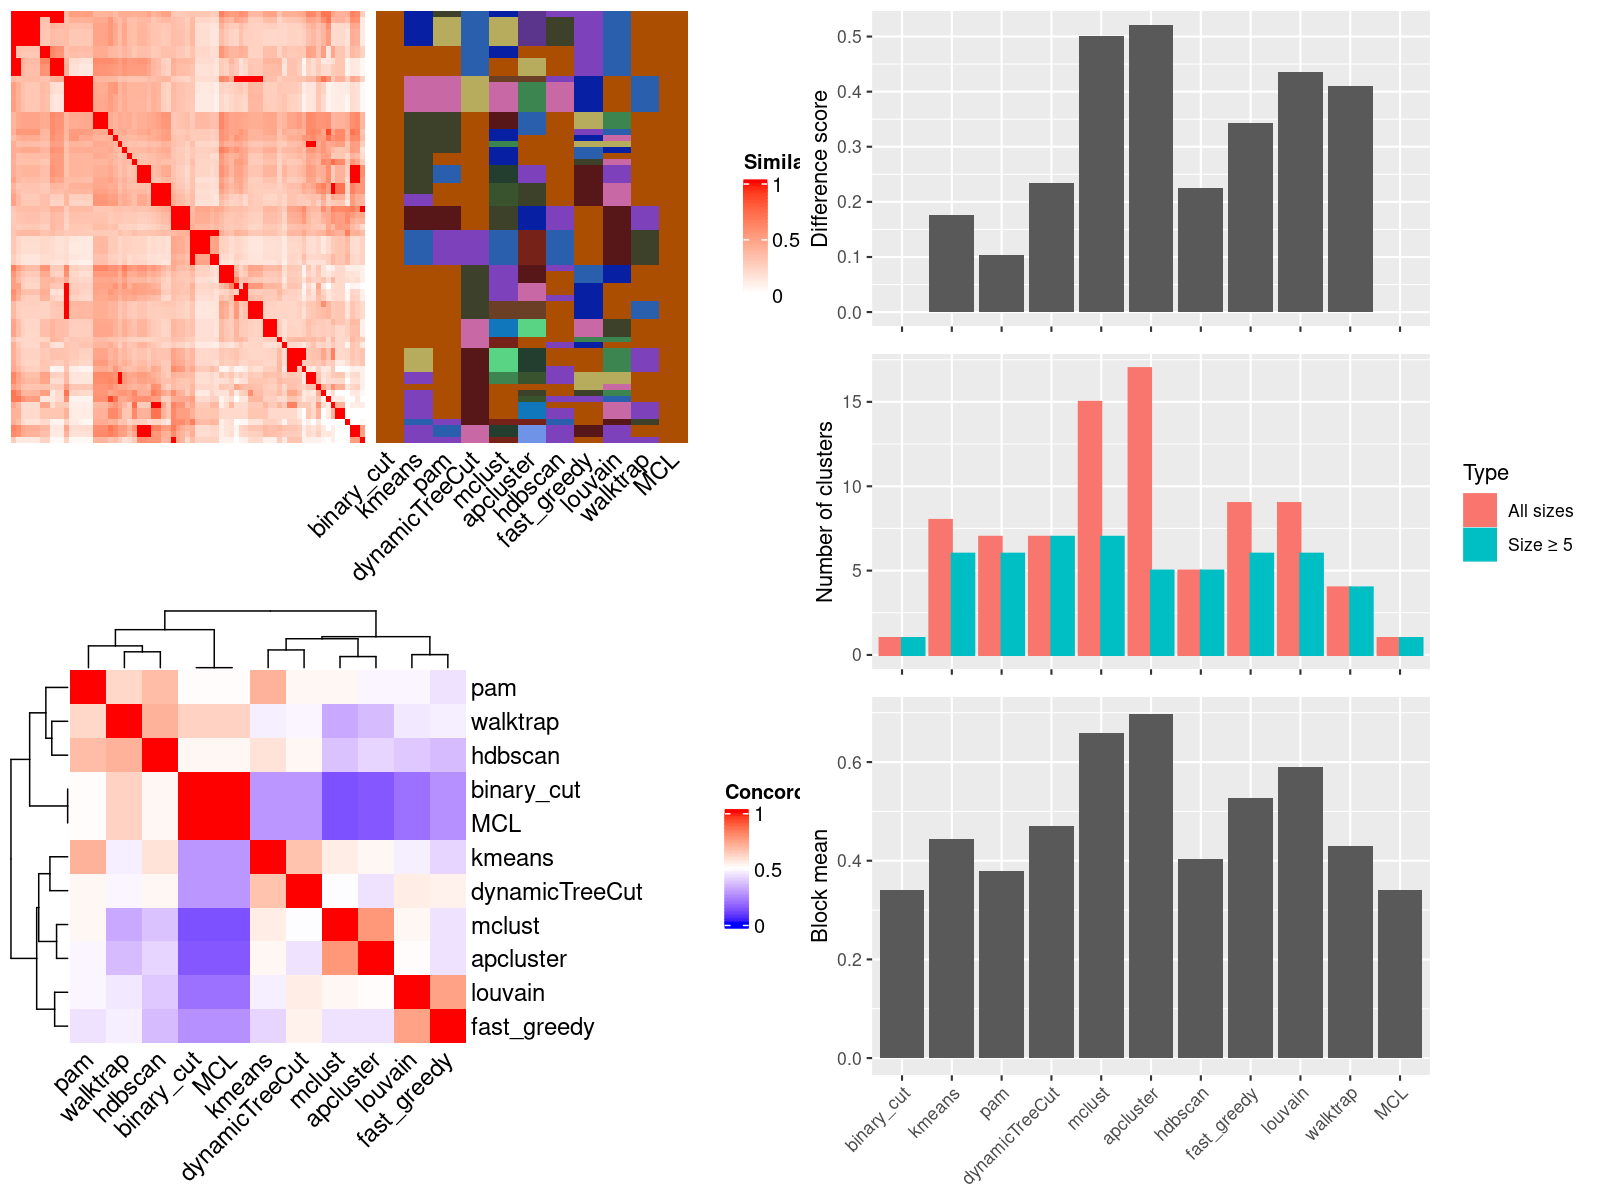 Simila
1
0.5
0
binary_cut
kmeans
pam
dynamicTreeCut
mclust
apcluster
hdbscan
fast_greedy
louvain
walktrap
MCL
Difference score
0.5
0.4
0.3
0.2
0.1
0.0
Number of clusters
15
10
5
0
Type
All sizes
Size ≥ 5
pam
walktrap
hdbscan
binary_cut
MCL
kmeans
dynamicTreeCut
mclust
apcluster
louvain
fast_greedy
pam
walktrap
hdbscan
binary_cut
MCL
kmeans
dynamicTreeCut
mclust
apcluster
louvain
fast_greedy
Concord
1
0.5
0
Block mean
0.6
0.4
0.2
0.0
binary_cut
kmeans
pam
dynamicTreeCut
mclust
apcluster
hdbscan
fast_greedy
louvain
walktrap
MCL